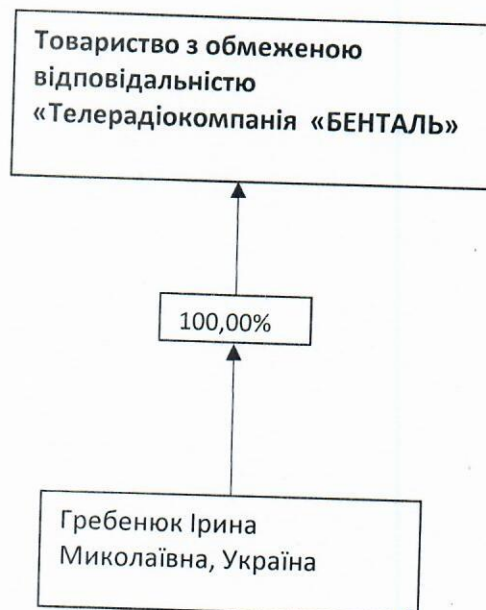 Товариство з обмеженою
відповідальністю
«Телерадіокомпанія «БЕНТАЛЬ»
100,00%
Гребенюк Ірина
Миколаївна, Україна